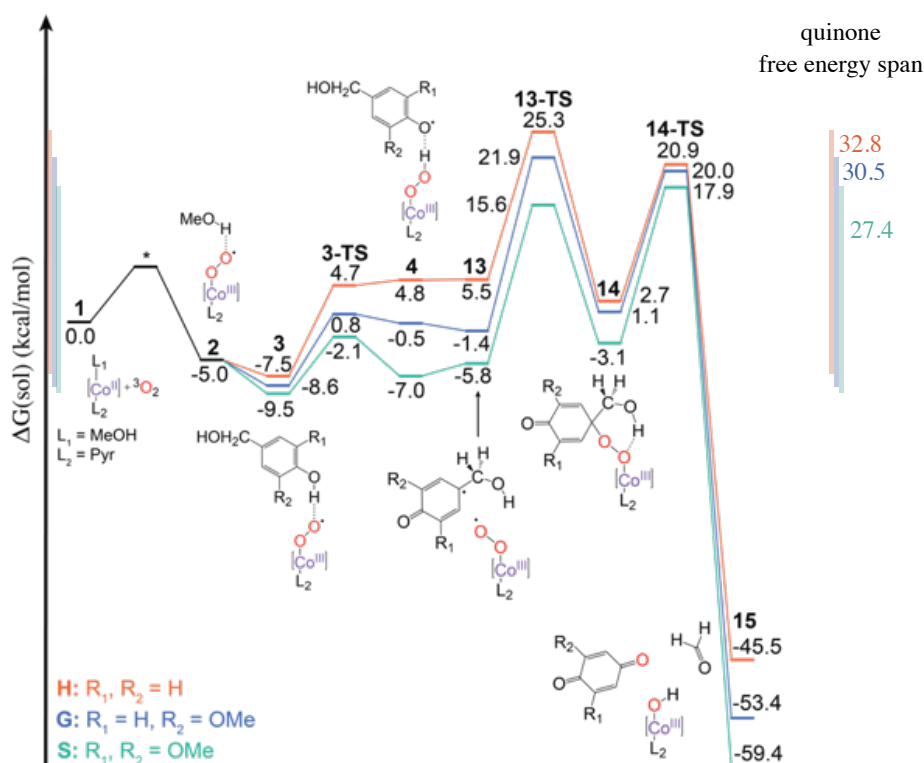 quinone
free energy span
ΔG(sol) (kcal/mol)
HOH₂C
R₁
O•
R₂
H
O
O
[Coᴵᴵᴵ]
L₂
13-TS
25.3
14-TS
20.9
20.0
17.9
32.8
30.5
27.4
21.9
15.6
MeO
H
O•
O
[Coᴵᴵᴵ]
L₂
3-TS
4.7
4
4.8
13
5.5
*
1
0.0
2
-5.0
3
-7.5
-8.6
-9.5
0.8
-2.1
-0.5
-7.0
-1.4
-5.8
14
2.7
1.1
-3.1
L₁
[Coᴵᴵ] + ³O₂
L₂
L₁ = MeOH
L₂ = Pyr
HOH₂C
R₁
O
R₂
H
O•
O
[Coᴵᴵᴵ]
L₂
H H
R₂
C
O
H
•
O
R₁
•O
O
[Coᴵᴵᴵ]
L₂
H H
R₂
C
OH
O
R₁
O
O
[Coᴵᴵᴵ]
L₂
15
-45.5
-53.4
-59.4
R₂
O
O
R₁
H
H
O
H
O
[Coᴵᴵᴵ]
L₂
H: R₁, R₂ = H
G: R₁ = H, R₂ = OMe
S: R₁, R₂ = OMe